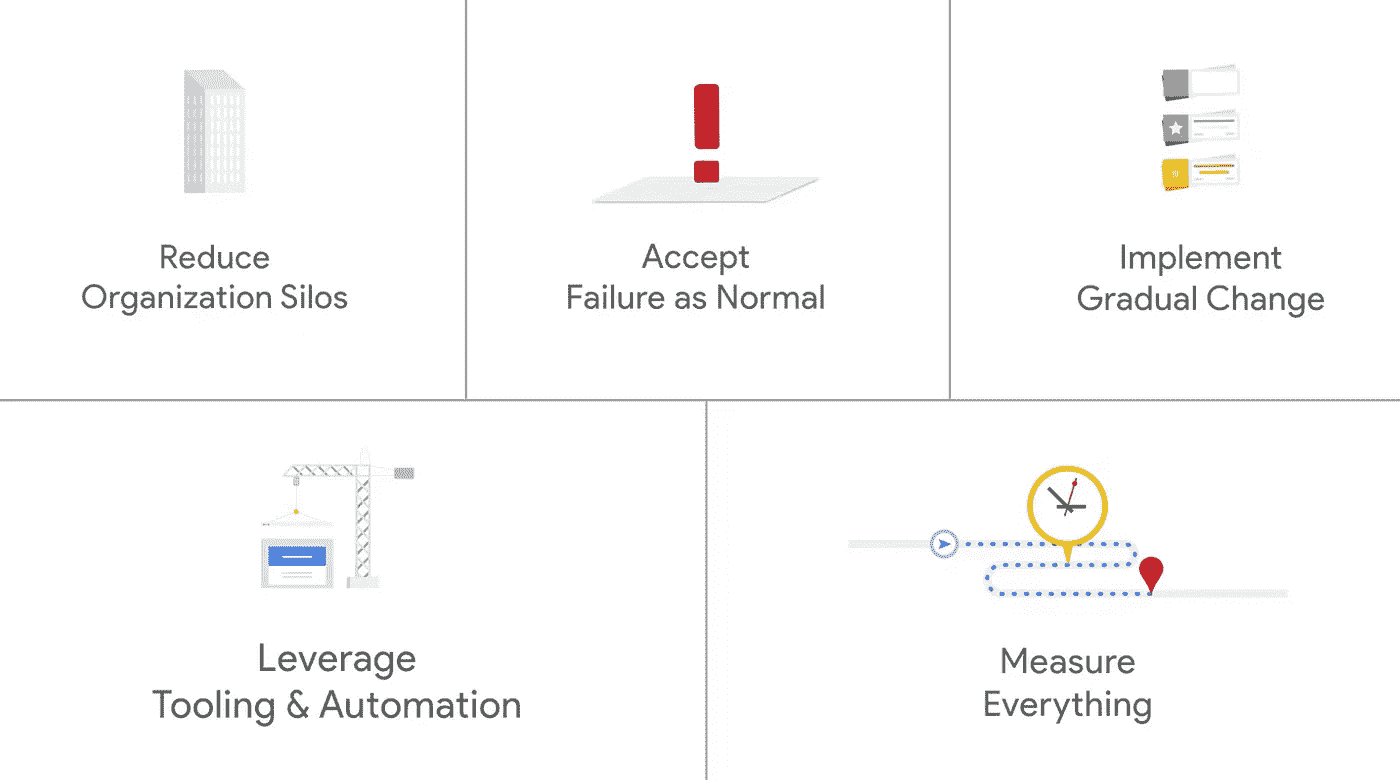 Reduce
Organization Silos
Accept
Failure as Normal
Implement
Gradual Change
Leverage
Tooling & Automation
Measure
Everything